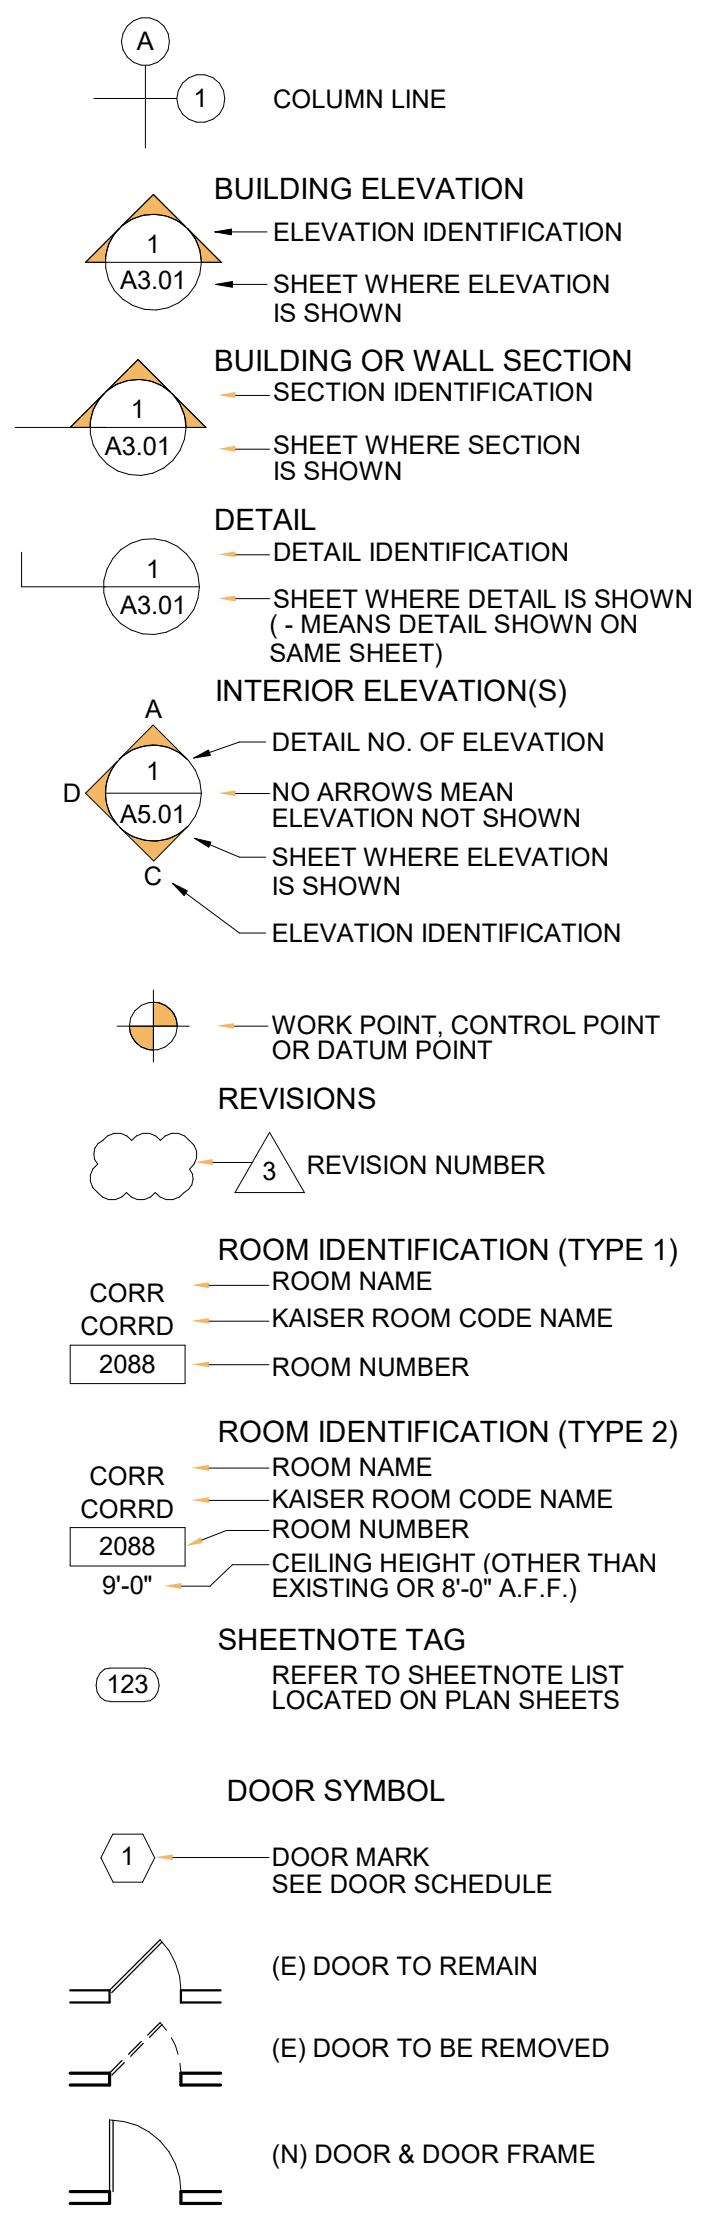 A
1
COLUMN LINE
BUILDING ELEVATION
ELEVATION IDENTIFICATION
1
A3.01
SHEET WHERE ELEVATION
IS SHOWN
BUILDING OR WALL SECTION
SECTION IDENTIFICATION
1
A3.01
SHEET WHERE SECTION
IS SHOWN
DETAIL
DETAIL IDENTIFICATION
1
A3.01
SHEET WHERE DETAIL IS SHOWN
( - MEANS DETAIL SHOWN ON
SAME SHEET)
INTERIOR ELEVATION(S)
A
DETAIL NO. OF ELEVATION
1
D
NO ARROWS MEAN
ELEVATION NOT SHOWN
A5.01
SHEET WHERE ELEVATION
IS SHOWN
C
ELEVATION IDENTIFICATION
WORK POINT, CONTROL POINT
OR DATUM POINT
REVISIONS
3
REVISION NUMBER
ROOM IDENTIFICATION (TYPE 1)
CORR
ROOM NAME
CORRD
KAISER ROOM CODE NAME
2088
ROOM NUMBER
ROOM IDENTIFICATION (TYPE 2)
CORR
ROOM NAME
CORRD
KAISER ROOM CODE NAME
2088
ROOM NUMBER
9'-0"
CEILING HEIGHT (OTHER THAN
EXISTING OR 8'-0" A.F.F.)
SHEETNOTE TAG
123
REFER TO SHEETNOTE LIST
LOCATED ON PLAN SHEETS
DOOR SYMBOL
1
DOOR MARK
SEE DOOR SCHEDULE
(E) DOOR TO REMAIN
(E) DOOR TO BE REMOVED
(N) DOOR & DOOR FRAME